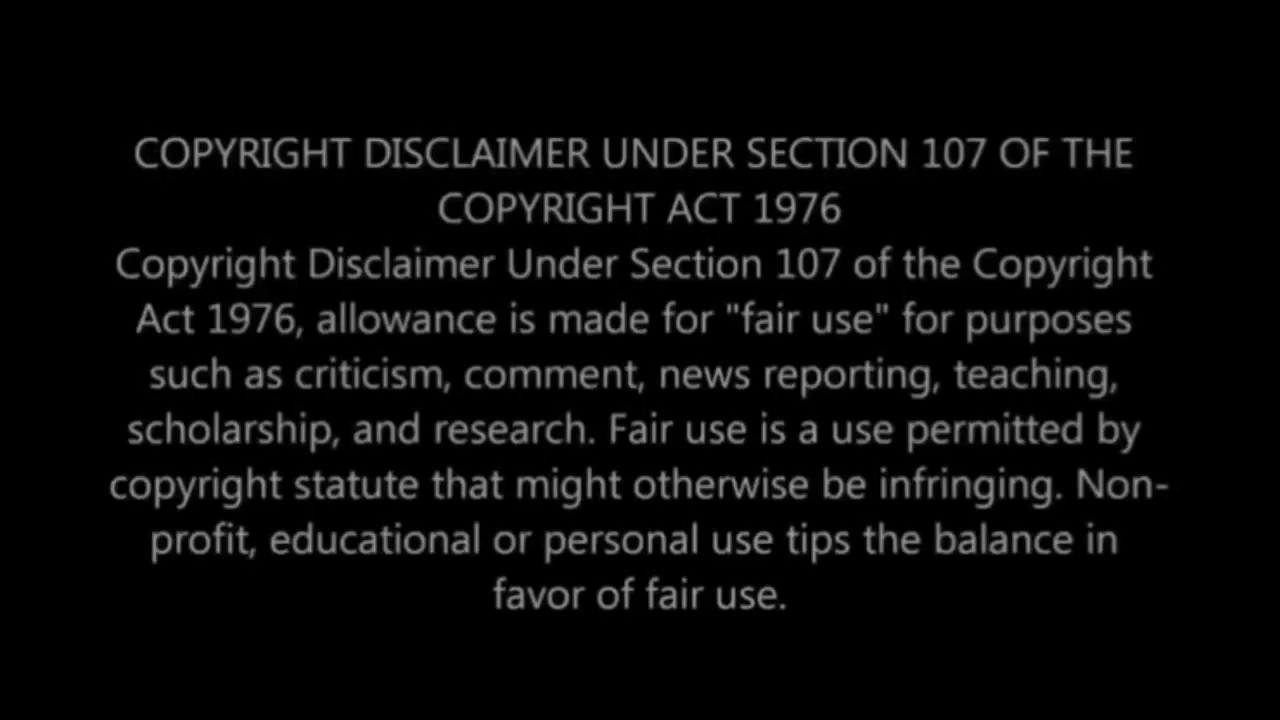 COPYRIGHT DISCLAIMER UNDER SECTION 107 OF THE
COPYRIGHT ACT 1976
Copyright Disclaimer Under Section 107 of the Copyright
Act 1976, allowance is made for "fair use" for purposes
such as criticism, comment, news reporting, teaching,
scholarship, and research. Fair use is a use permitted by
copyright statute that might otherwise be infringing. Non-
profit, educational or personal use tips the balance in
favor of fair use.